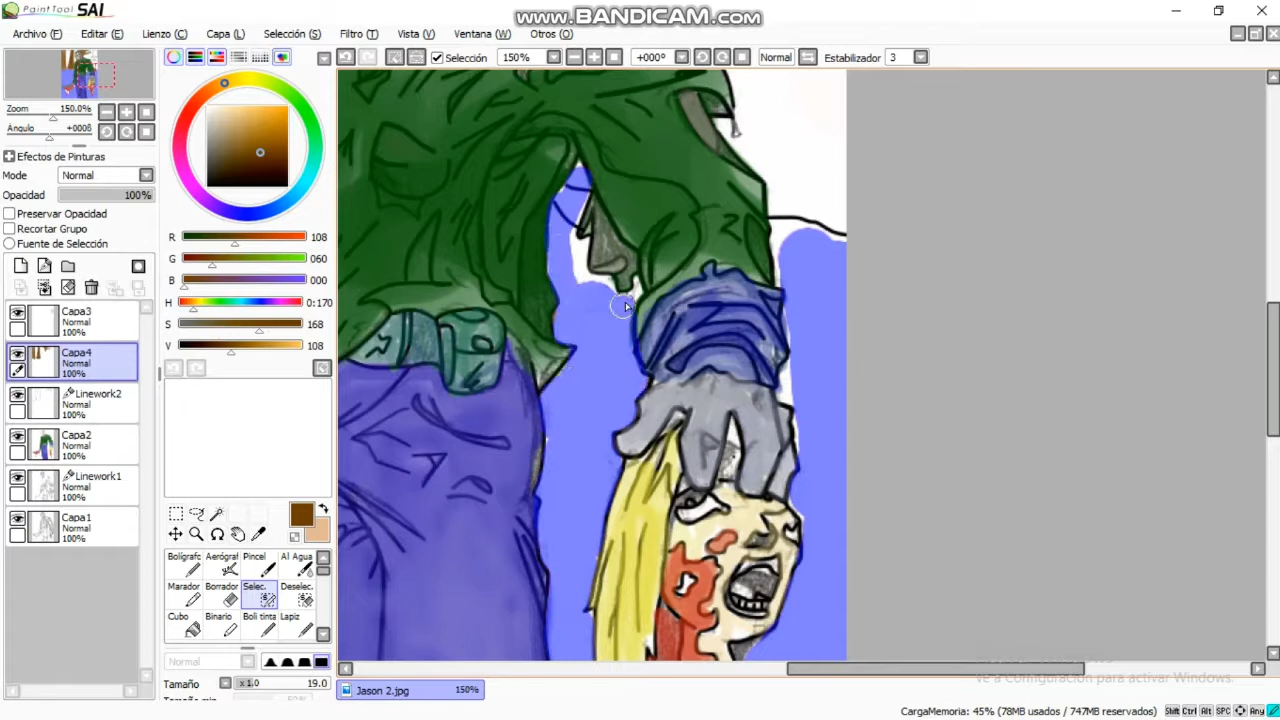 PaintTool SAI
www.BANDICAM.com
Archivo (F) Editar (E) Lienzo (C) Capa (L) Selección (S) Filtro (T) Vista (V) Ventana (W) Otros (O)
Selección 150% +000º Normal Estabilizador 3
Zoom 150.0%
Ángulo +000º
Efectos de Pinturas
Modo Normal
Opacidad 100%
Preservar Opacidad
Recortar Grupo
Fuente de Selección
R 108
G 060
B 000
H 0:170
S 168
V 108
Capa3
Normal
100%
Capa4
Normal
100%
Linework2
Normal
100%
Capa2
Normal
100%
Linework1
Normal
100%
Capa1
Normal
100%
Bolígraf Aerógraf Pincel Al Agua
Marador Borrador Selec. Deselec.
Cubo Binario Boli tinta Lapiz
Normal
Tamaño x1.0 19.0
Jason 2.jpg 150%
Ve a Configuración para activar Windows.
CargaMemoria: 45% (78MB usados / 747MB reservados) Shift Ctrl Alt SPC Any